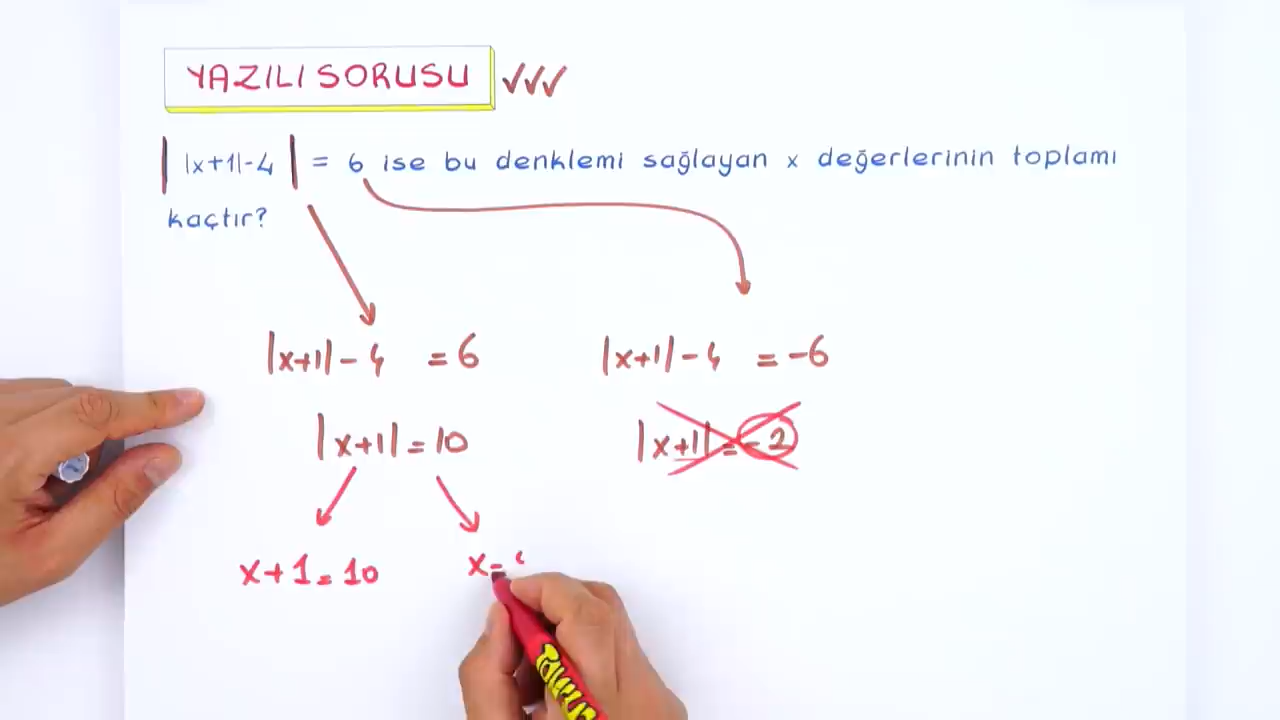 YAZILI SORUSU
||x+1|-4| = 6 ise bu denklemi sağlayan x değerlerinin toplamı
kaçtır?
|x+1|-4 = 6 |x+1|-4 = -6
|x+1| = 10 |x+1| = -2
x+1 = 10